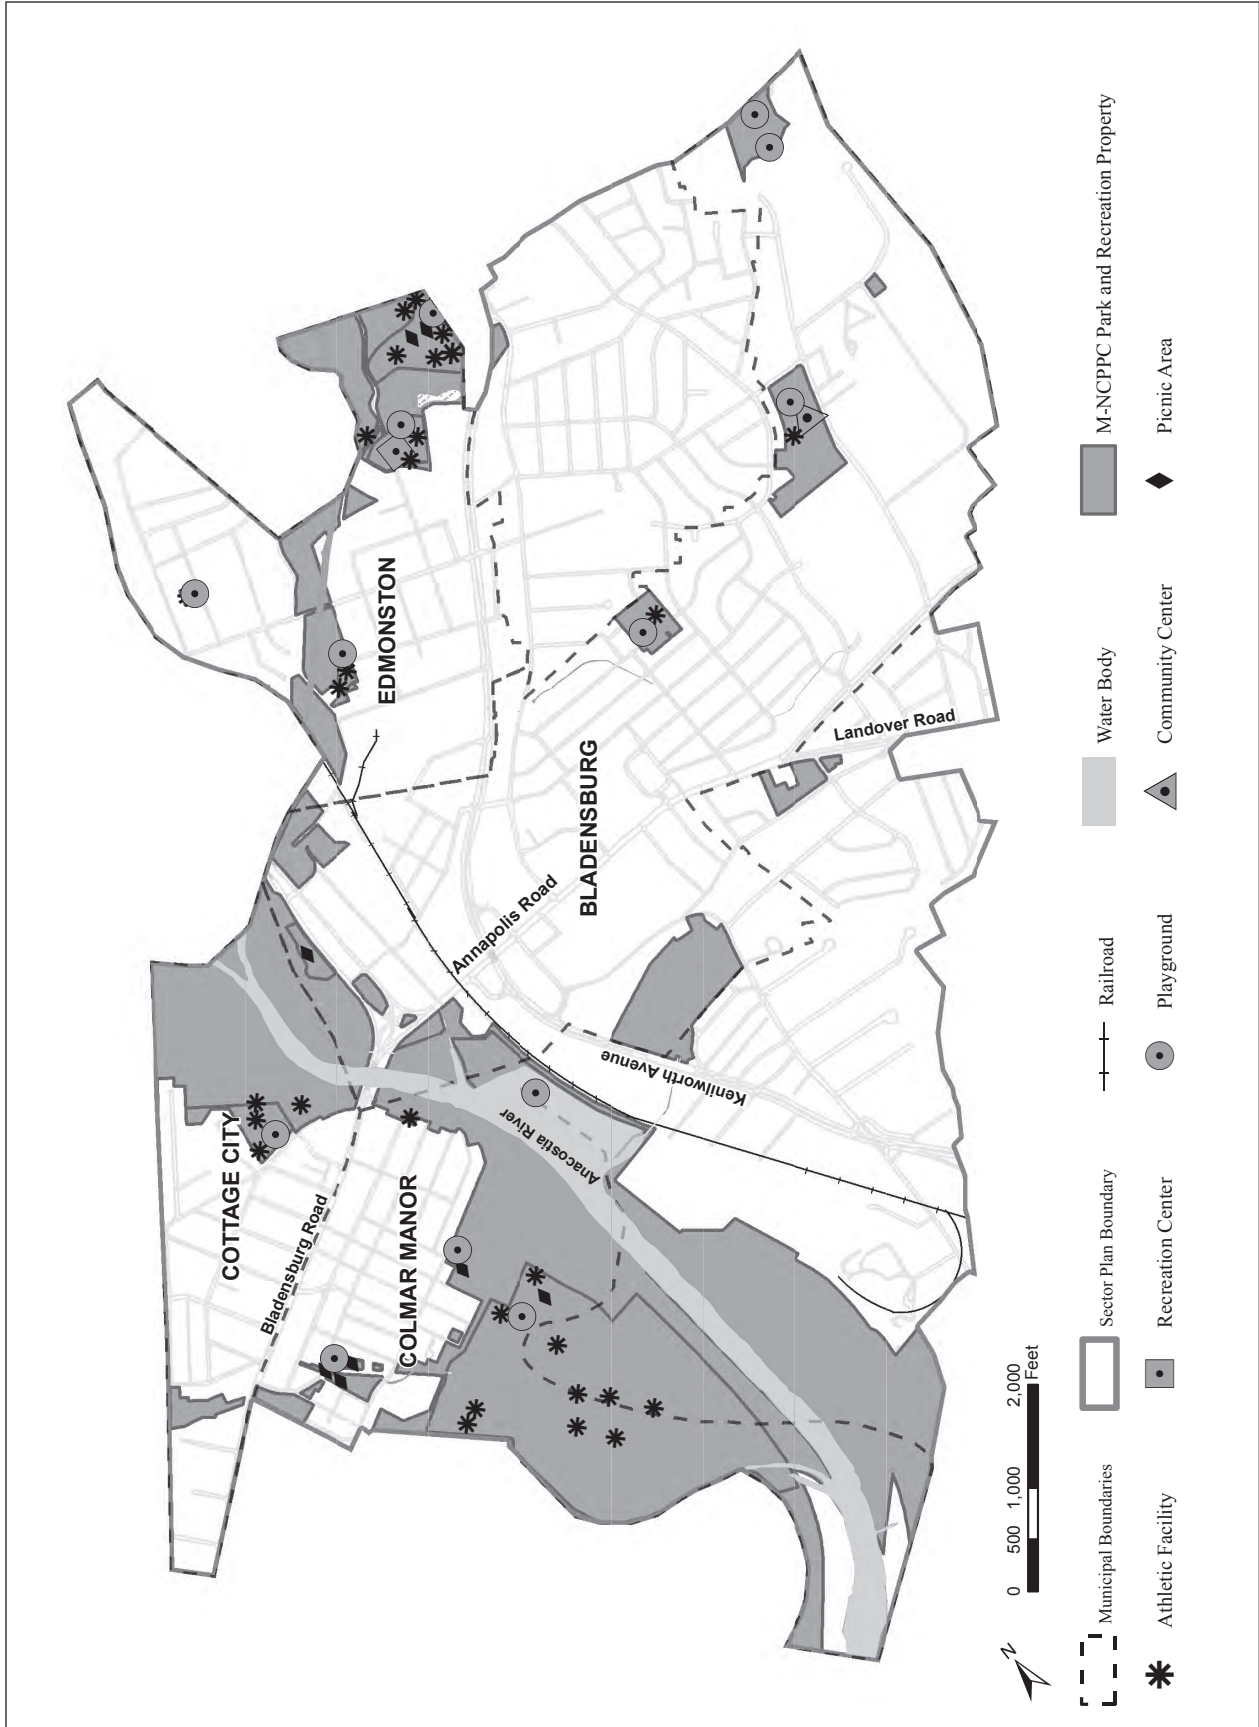 EDMONSTON
BLADENSBURG
COTTAGE CITY
COLMAR MANOR
Annapolis Road
Landover Road
Kenilworth Avenue
Anacostia River
Bladensburg Road
N
0 500 1,000 2,000
Feet
Municipal Boundaries
Sector Plan Boundary
Railroad
Water Body
M-NCPPC Park and Recreation Property
Athletic Facility
Recreation Center
Playground
Community Center
Picnic Area